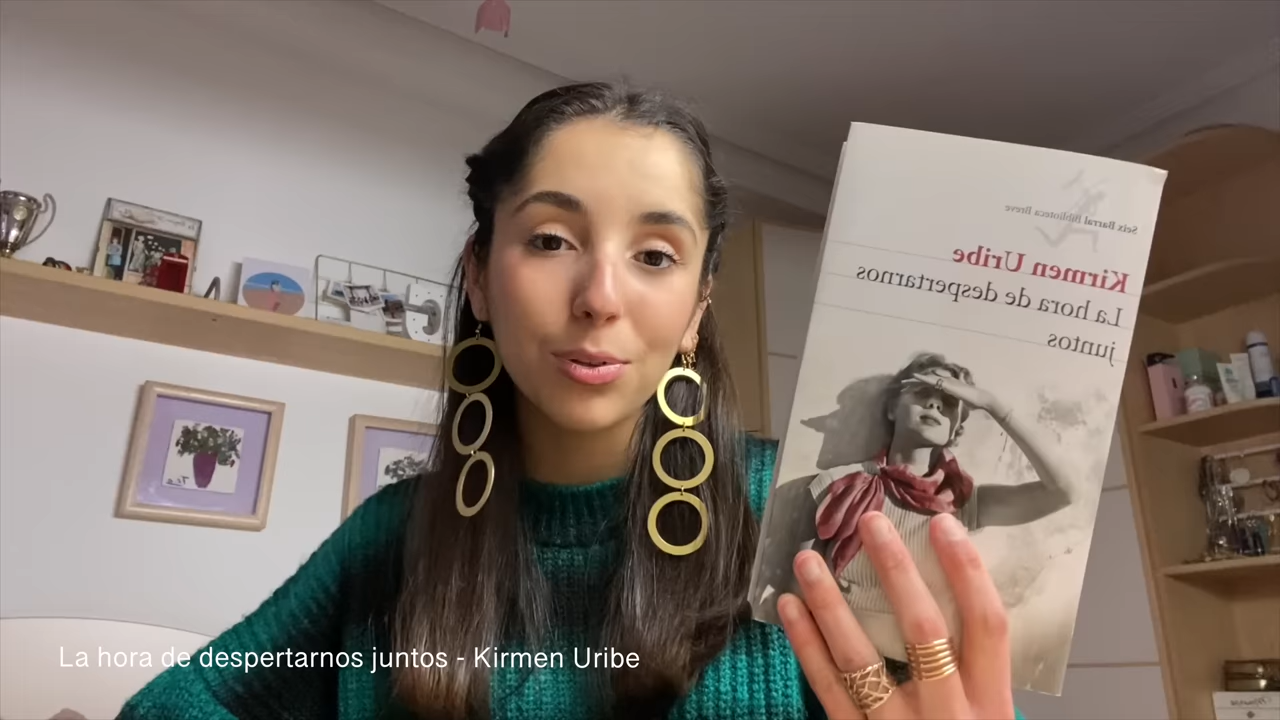 Seix Barral Biblioteca Breve
Kirmen Uribe
La hora de despertarnos
juntos
La hora de despertarnos juntos - Kirmen Uribe